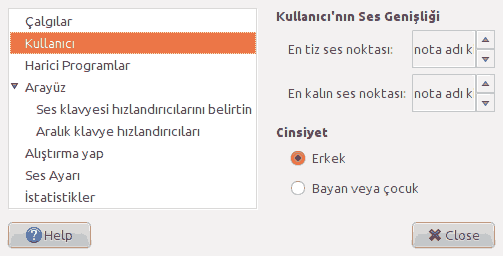 Çalgılar
Kullanıcı
Harici Programlar
Arayüz
Ses klavyesi hızlandırıcılarını belirtin
Aralık klavye hızlandırıcıları
Alıştırma yap
Ses Ayarı
İstatistikler
Kullanıcı'nın Ses Genişliği
En tiz ses noktası: nota adı k
En kalın ses noktası: nota adı k
Cinsiyet
Erkek
Bayan veya çocuk
Help
Close